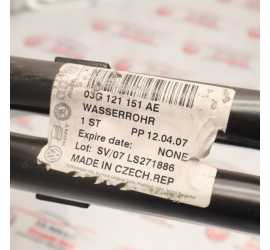 03G 121 151 AE
WASSERROHR
1 ST PP 12.04.07
Expire date: NONE
Lot: SV/07 LS271886
MADE IN CZECH.REP